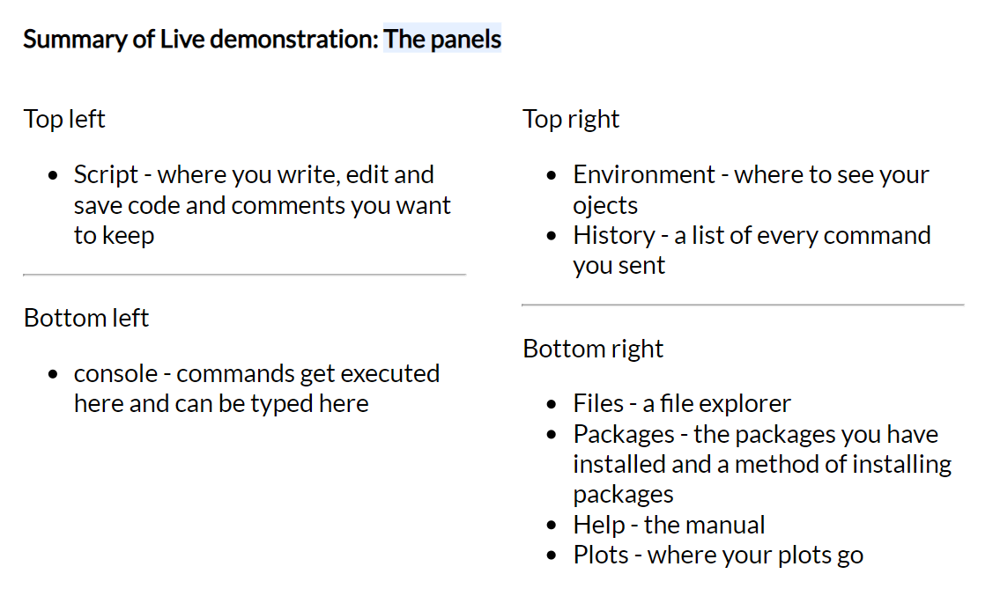 Summary of Live demonstration: The panels
Top left
Script - where you write, edit and
save code and comments you want
to keep
Bottom left
console - commands get executed
here and can be typed here
Top right
Environment - where to see your
ojects
History - a list of every command
you sent
Bottom right
Files - a file explorer
Packages - the packages you have
installed and a method of installing
packages
Help - the manual
Plots - where your plots go